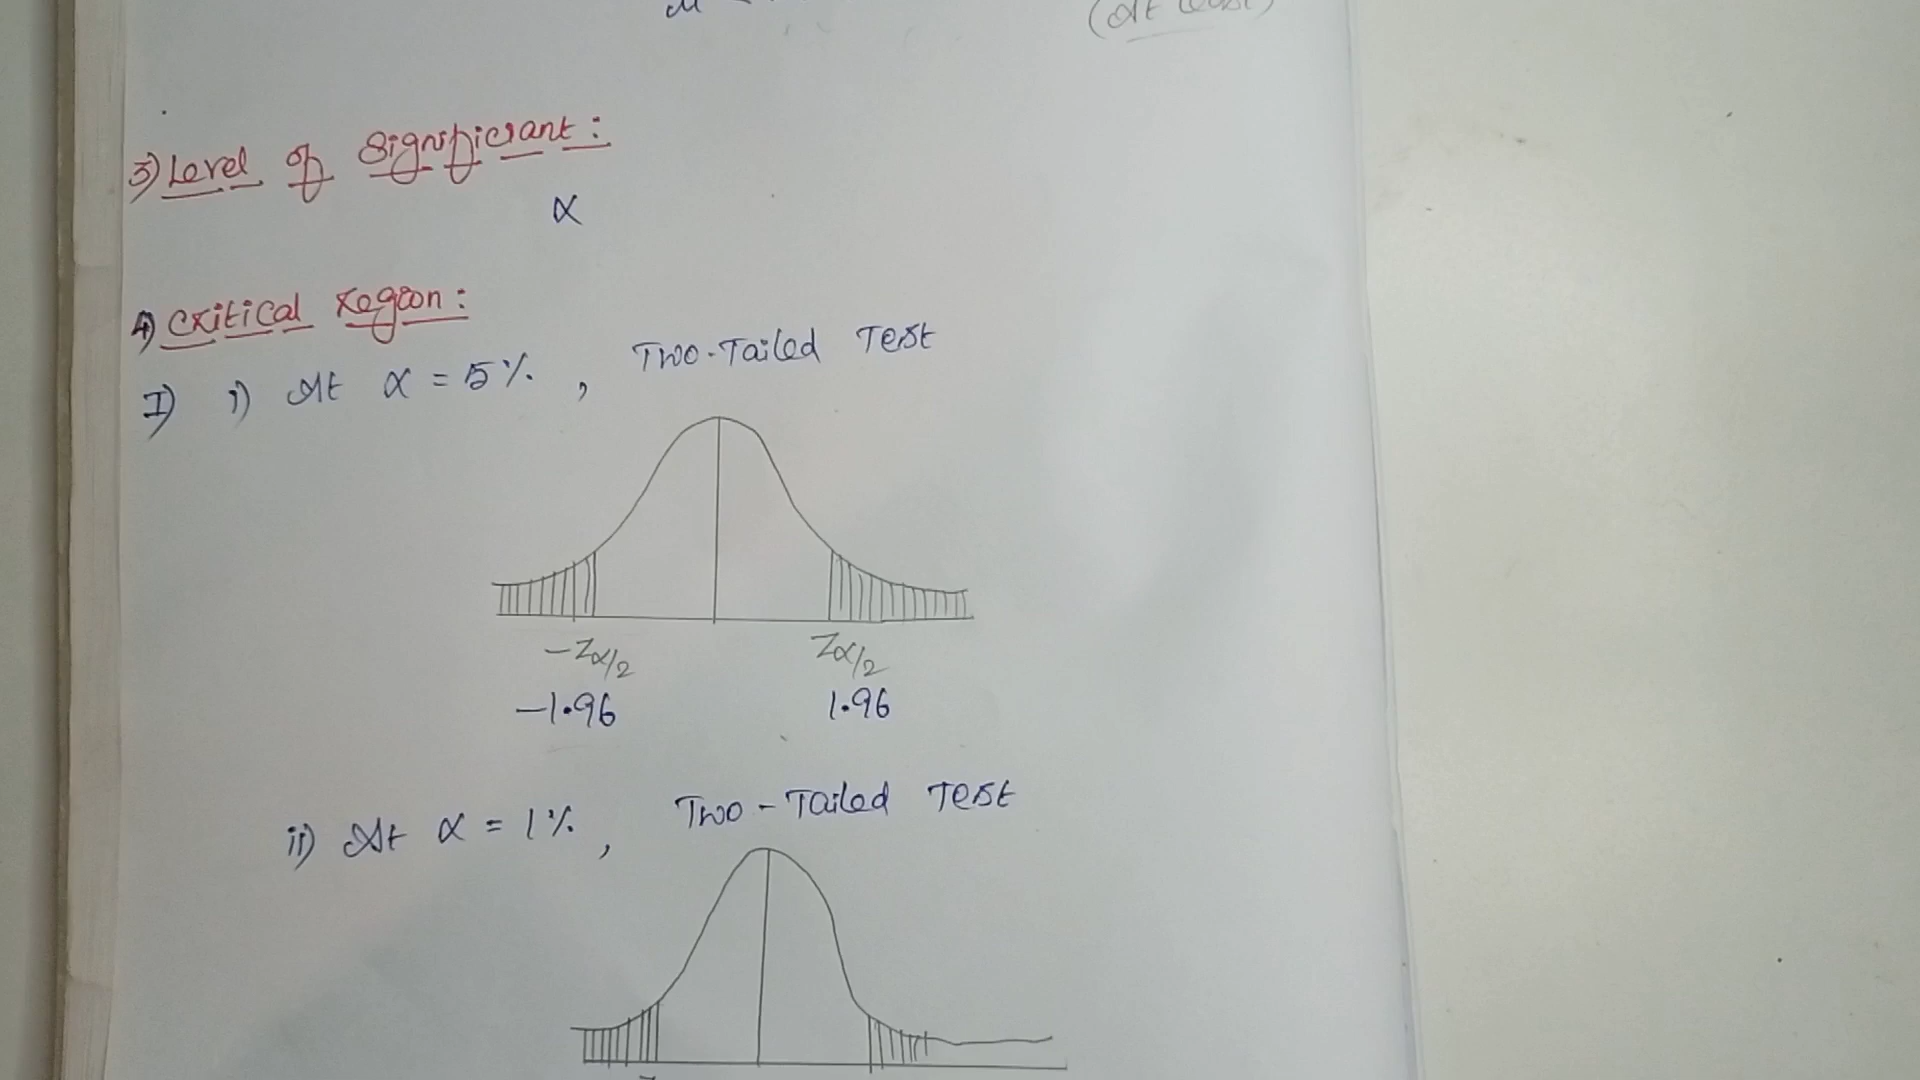 3) Level of Significant:
α
4) Critical Region:
I) i) At α = 5%, Two-Tailed Test
-Zα/2 Zα/2
-1.96 1.96
ii) At α = 1%, Two-Tailed Test